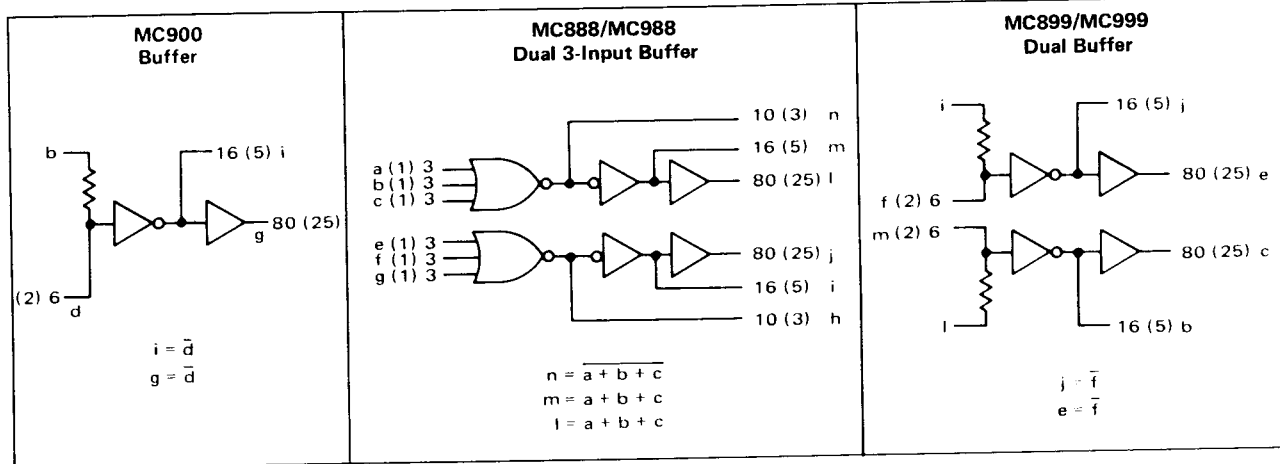 MC900
Buffer
b
16 (5) i
80 (25)
g
(2) 6
d
i = d̅
g = d̅
MC888/MC988
Dual 3-Input Buffer
10 (3) n
16 (5) m
a (1) 3
b (1) 3
80 (25) l
c (1) 3
e (1) 3
f (1) 3
80 (25) j
g (1) 3
16 (5) i
10 (3) h
n = a̅ ̅+̅ ̅b̅ ̅+̅ ̅c̅
m = a + b + c
l = a + b + c
MC899/MC999
Dual Buffer
i
16 (5) j
80 (25) e
f (2) 6
m (2) 6
80 (25) c
l
16 (5) b
j = f̅
e = f̅